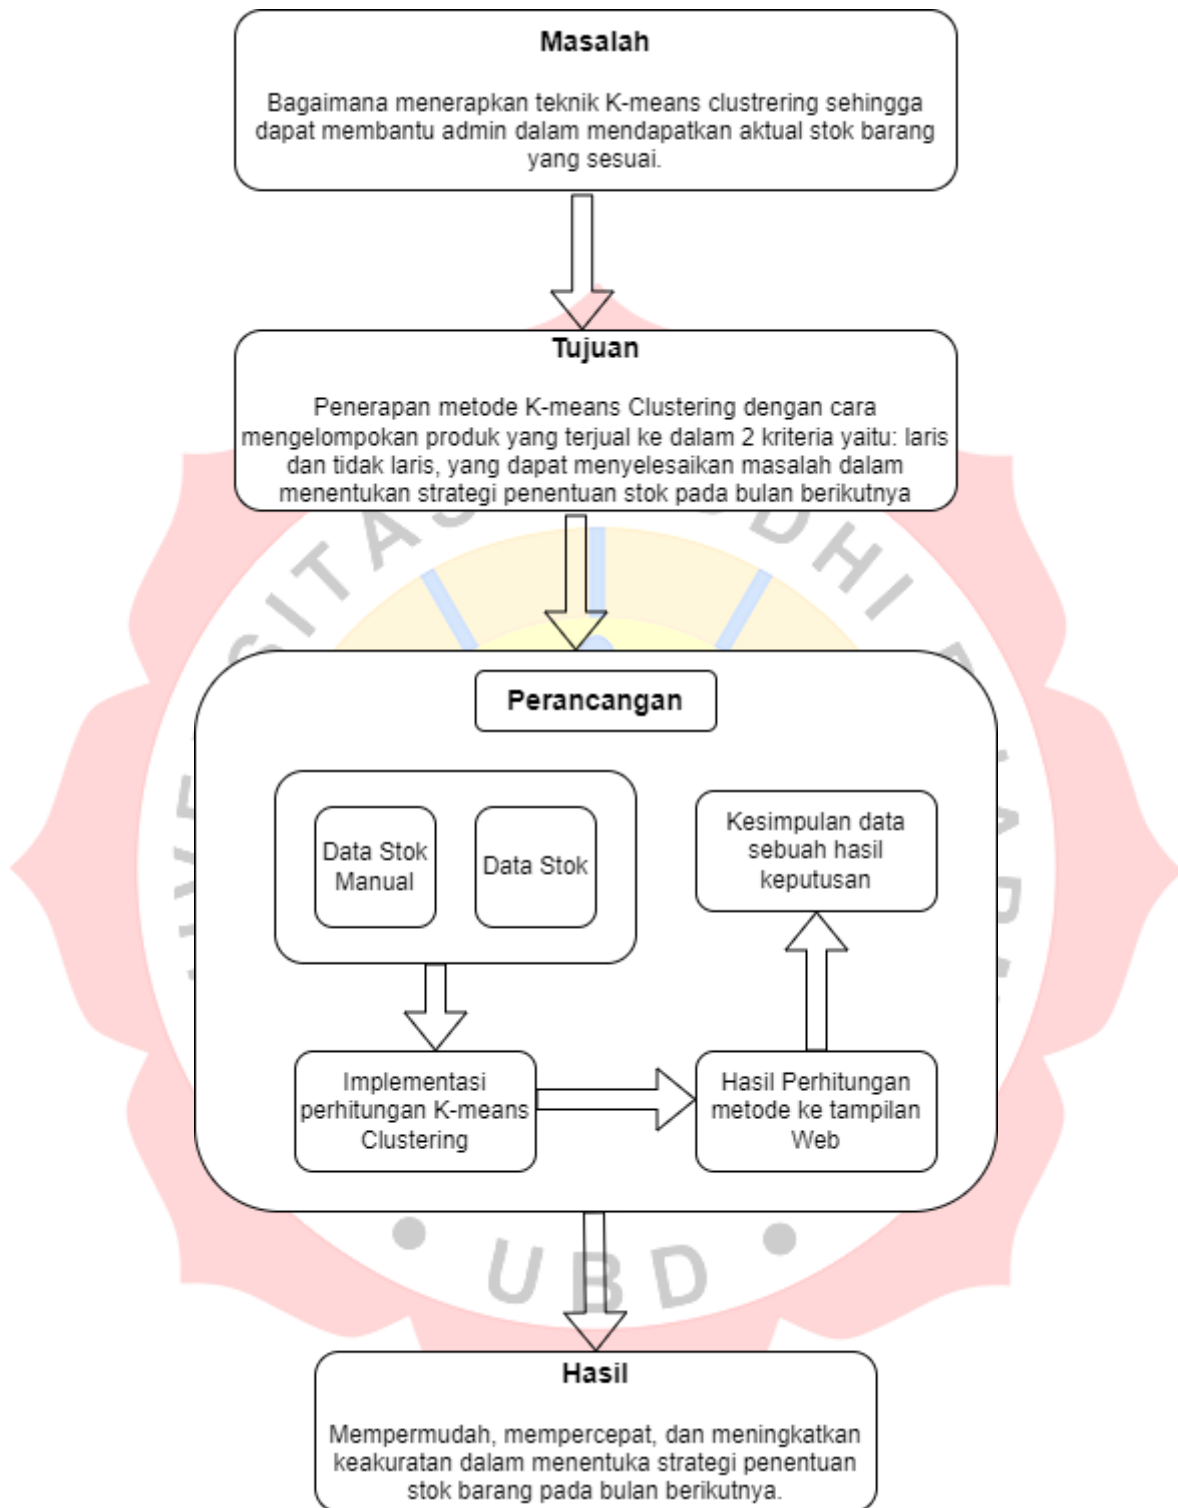 Masalah
Bagaimana menerapkan teknik K-means clustrering sehingga
dapat membantu admin dalam mendapatkan aktual stok barang
yang sesuai.
Tujuan
Penerapan metode K-means Clustering dengan cara
mengelompokan produk yang terjual ke dalam 2 kriteria yaitu: laris
dan tidak laris, yang dapat menyelesaikan masalah dalam
menentukan strategi penentuan stok pada bulan berikutnya
Perancangan
Data Stok
Manual
Data Stok
Kesimpulan data
sebuah hasil
keputusan
Implementasi
perhitungan K-means
Clustering
Hasil Perhitungan
metode ke tampilan
Web
UBD
Hasil
Mempermudah, mempercepat, dan meningkatkan
keakuratan dalam menentuka strategi penentuan
stok barang pada bulan berikutnya.